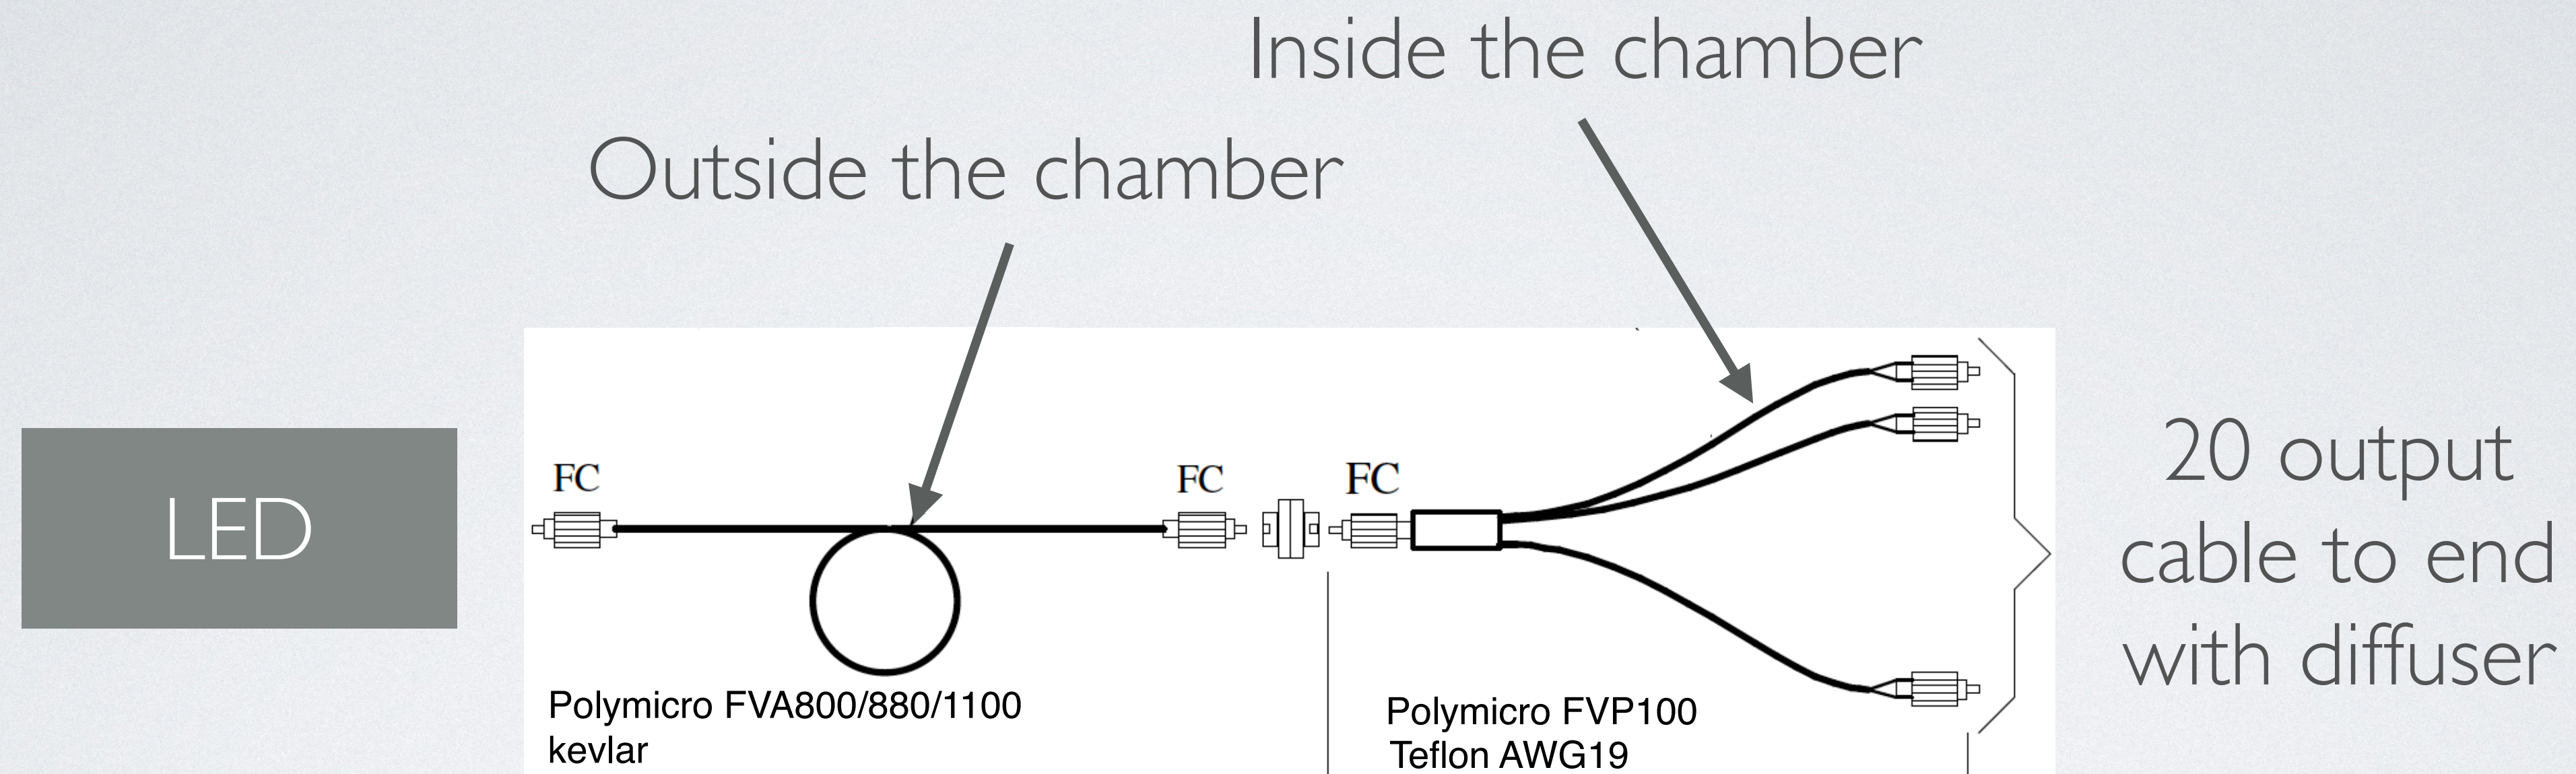 Inside the chamber
Outside the chamber
LED
FC
FC
FC
20 output
cable to end
with diffuser
Polymicro FVA800/880/1100
kevlar
Polymicro FVP100
Teflon AWG19